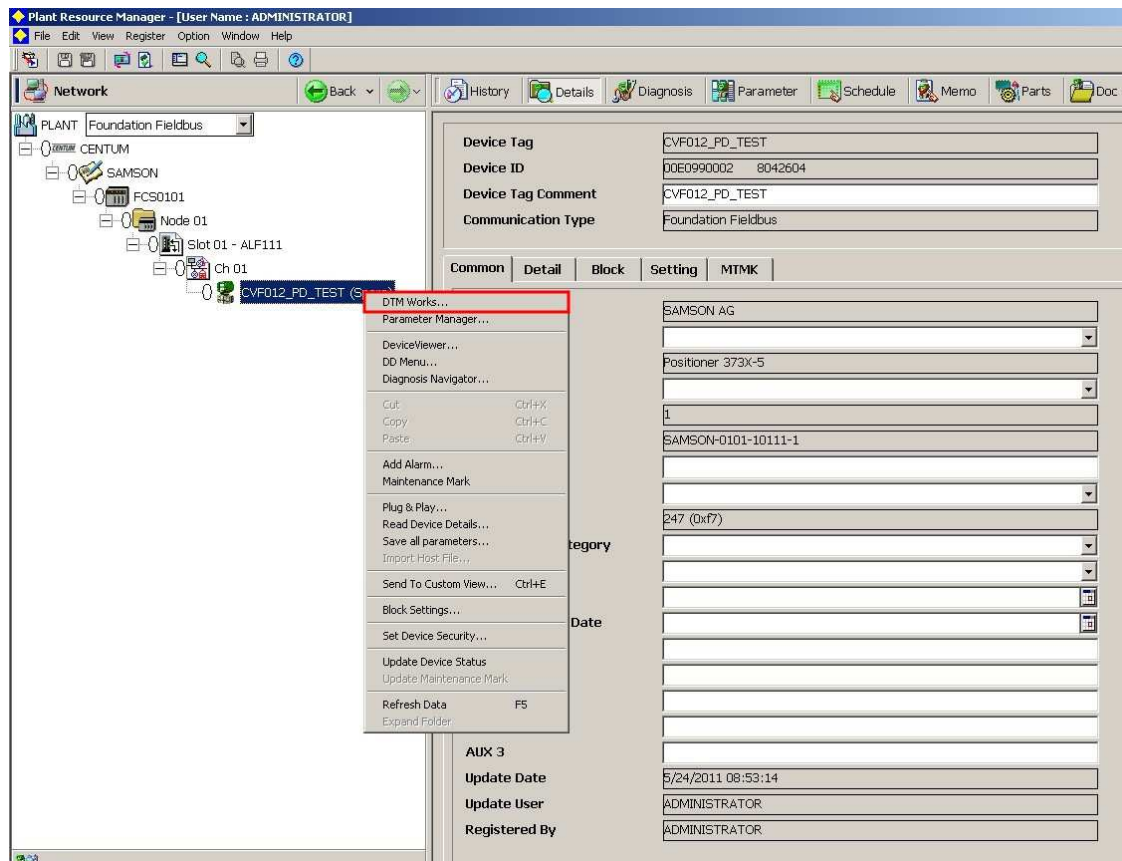 Plant Resource Manager - [User Name : ADMINISTRATOR]
File Edit View Register Option Window Help
Network
Back
History Details Diagnosis Parameter Schedule Memo Parts Doc
PLANT Foundation Fieldbus
CENTUM CENTUM
SAMSON
FCS0101
Node 01
Slot 01 - ALF111
Ch 01
CVF012_PD_TEST
DTM Works...
Parameter Manager...
DeviceViewer...
DD Menu...
Diagnosis Navigator...
Cut Ctrl+X
Copy Ctrl+C
Paste Ctrl+V
Add Alarm...
Maintenance Mark
Plug & Play...
Read Device Details...
Save all parameters...
Import Host File...
Send To Custom View... Ctrl+E
Block Settings...
Set Device Security...
Update Device Status
Update Maintenance Mark
Refresh Data F5
Expand Folder
Device Tag CVF012_PD_TEST
Device ID 00E0990002 8042604
Device Tag Comment CVF012_PD_TEST
Communication Type Foundation Fieldbus
Common Detail Block Setting MTMK
SAMSON AG
Positioner 373X-5
1
SAMSON-0101-10111-1
247 (0xf7)
Date
AUX 3
Update Date 5/24/2011 08:53:14
Update User ADMINISTRATOR
Registered By ADMINISTRATOR